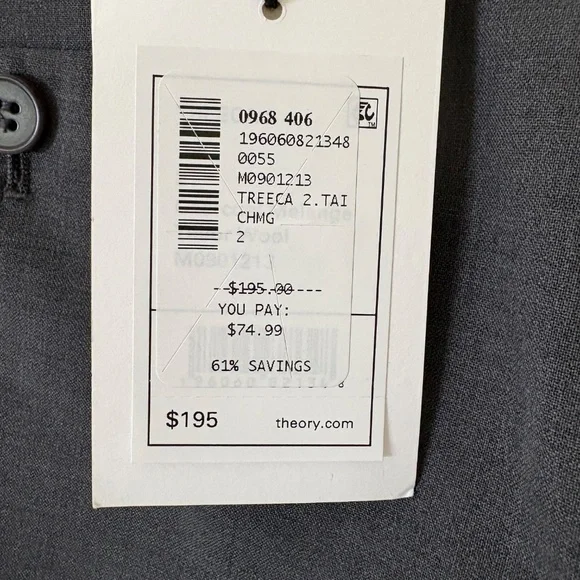 0968 406
196060821348
0055
M0901213
TREECA 2.TAI
CHMG
2
M0901213
$195.00
YOU PAY:
$74.99
61% SAVINGS
$195
theory.com